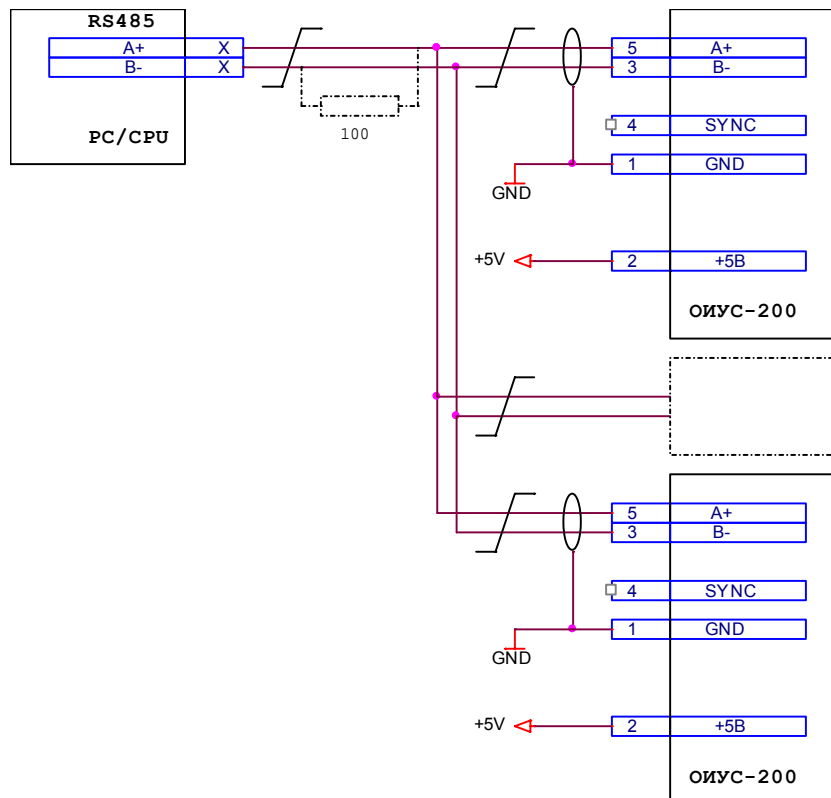 RS485
A+ X
B- X
100
PC/CPU
5 A+
3 B-
4 SYNC
1 GND
GND
+5V
2 +5В
ОИУС-200
5 A+
3 B-
4 SYNC
1 GND
GND
+5V
2 +5В
ОИУС-200